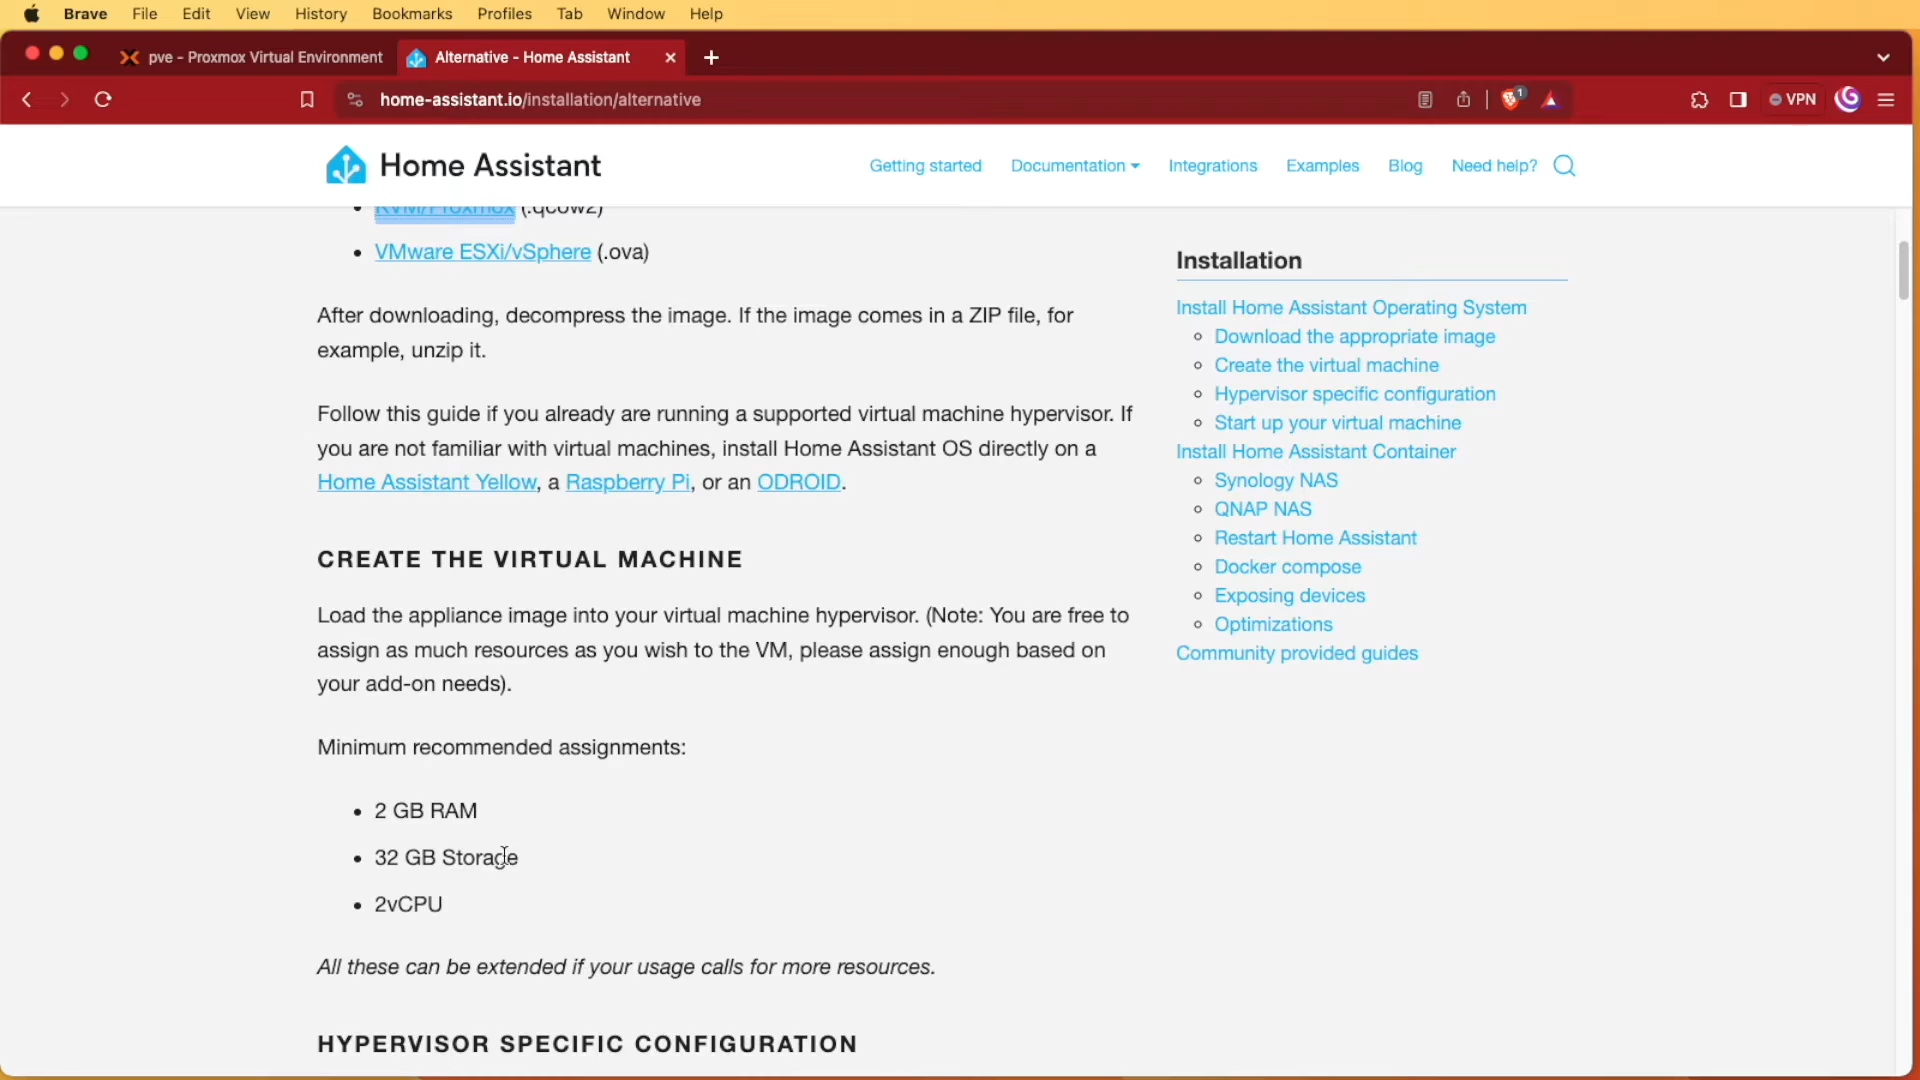 Brave File Edit View History Bookmarks Profiles Tab Window Help
pve - Proxmox Virtual Environment
Alternative - Home Assistant
home-assistant.io/installation/alternative
1
VPN
Home Assistant
Getting started
Documentation
Integrations
Examples
Blog
Need help?
KVM/Proxmox (.qcow2)
VMware ESXi/vSphere (.ova)
After downloading, decompress the image. If the image comes in a ZIP file, for
example, unzip it.
Follow this guide if you already are running a supported virtual machine hypervisor. If
you are not familiar with virtual machines, install Home Assistant OS directly on a
Home Assistant Yellow, a Raspberry Pi, or an ODROID.
CREATE THE VIRTUAL MACHINE
Load the appliance image into your virtual machine hypervisor. (Note: You are free to
assign as much resources as you wish to the VM, please assign enough based on
your add-on needs).
Minimum recommended assignments:
2 GB RAM
32 GB Storage
2vCPU
All these can be extended if your usage calls for more resources.
HYPERVISOR SPECIFIC CONFIGURATION
Installation
Install Home Assistant Operating System
Download the appropriate image
Create the virtual machine
Hypervisor specific configuration
Start up your virtual machine
Install Home Assistant Container
Synology NAS
QNAP NAS
Restart Home Assistant
Docker compose
Exposing devices
Optimizations
Community provided guides